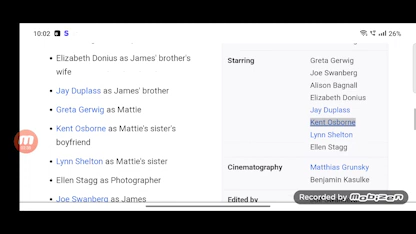 10:02 S 26%
Elizabeth Donius as James' brother's
wife
Jay Duplass as James' brother
Greta Gerwig as Mattie
Kent Osborne as Mattie's sister's
boyfriend
Lynn Shelton as Mattie's sister
Ellen Stagg as Photographer
Joe Swanberg as James
Starring Greta Gerwig
Joe Swanberg
Alison Bagnall
Elizabeth Donius
Jay Duplass
Kent Osborne
Lynn Shelton
Ellen Stagg
Cinematography Matthias Grunsky
Benjamin Kasulke
Edited by
Recorded by Mobizen